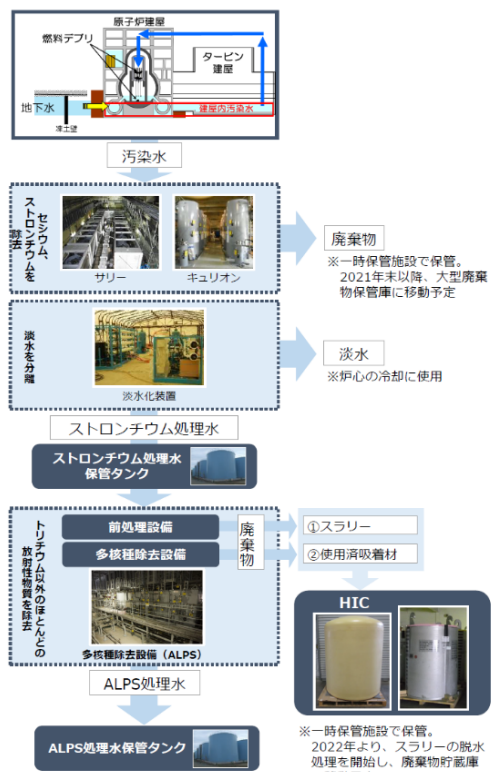 原子炉建屋
燃料デブリ
タービン
建屋
地下水
建屋内汚染水
凍土壁
汚染水
セシウム、
ストロンチウムを
除去
サリー
キュリオン
廃棄物
※一時保管施設で保管。
2021年末以降、大型廃棄
物保管庫に移動予定
淡水を分離
淡水化装置
淡水
※炉心の冷却に使用
ストロンチウム処理水
ストロンチウム処理水
保管タンク
トリチウム以外のほとんどの
放射性物質を除去
前処理設備
多核種除去設備
多核種除去設備（ALPS）
廃棄物
①スラリー
②使用済吸着材
HIC
※一時保管施設で保管。
2022年より、スラリーの脱水
処理を開始し、廃棄物貯蔵庫
ALPS処理水
ALPS処理水保管タンク